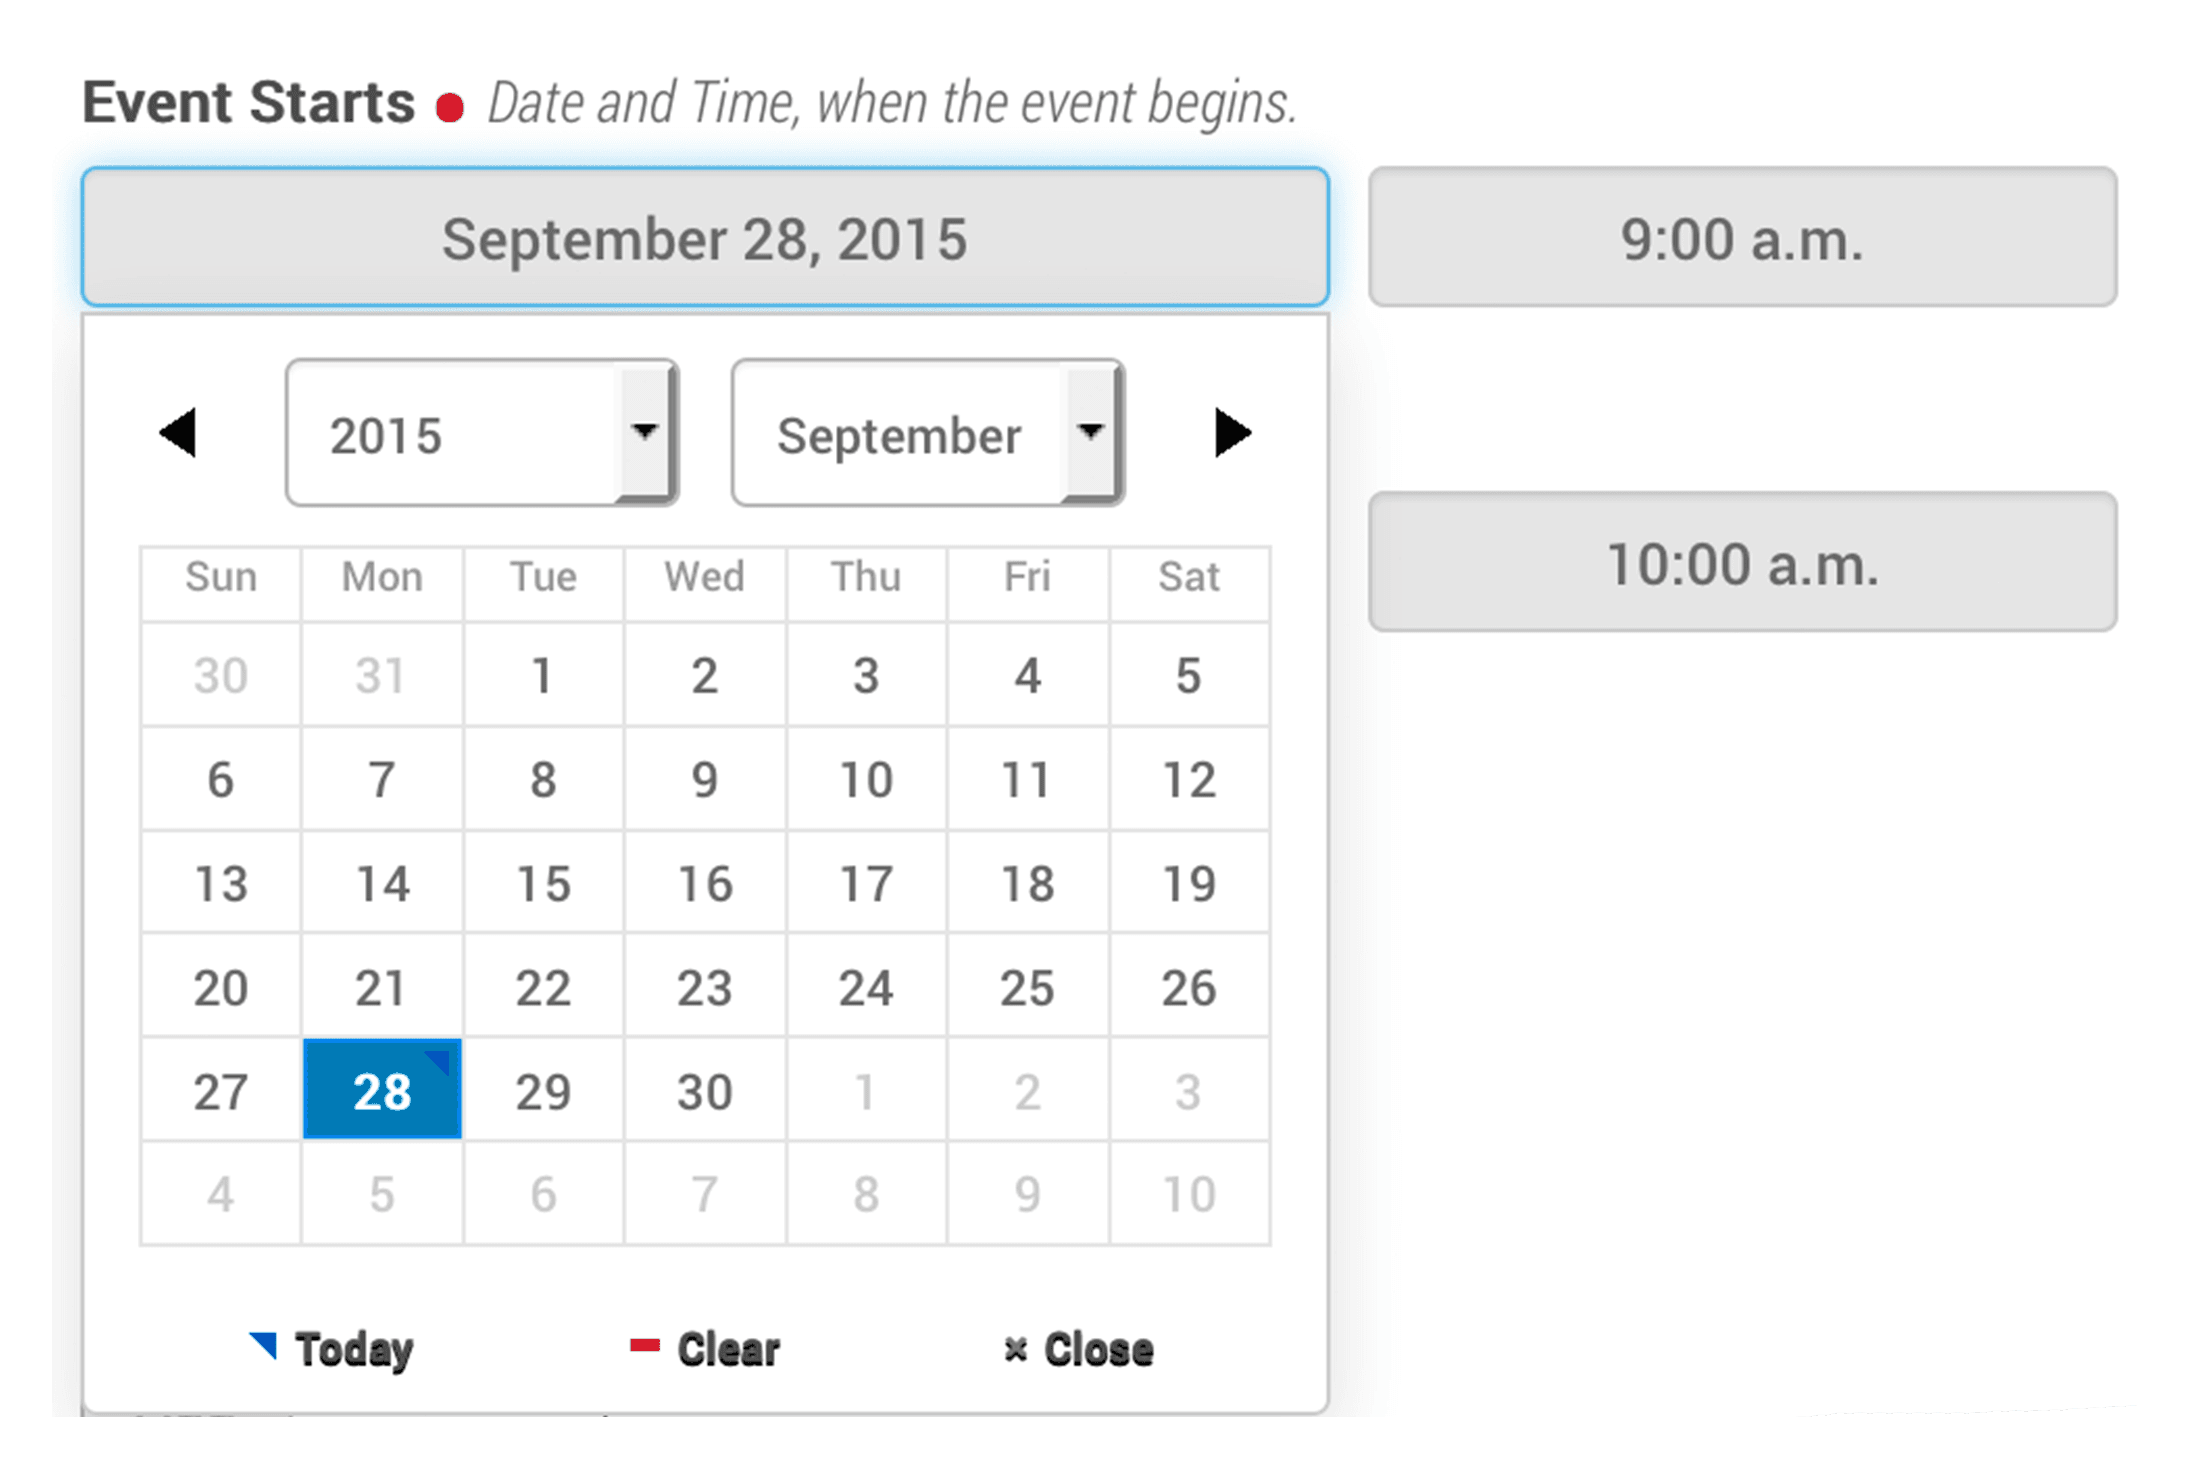 Event Starts Date and Time, when the event begins.
September 28, 2015 9:00 a.m.
2015 September
10:00 a.m.
Sun Mon Tue Wed Thu Fri Sat
30 31 1 2 3 4 5
6 7 8 9 10 11 12
13 14 15 16 17 18 19
20 21 22 23 24 25 26
27 28 29 30 1 2 3
4 5 6 7 8 9 10
Today Clear × Close